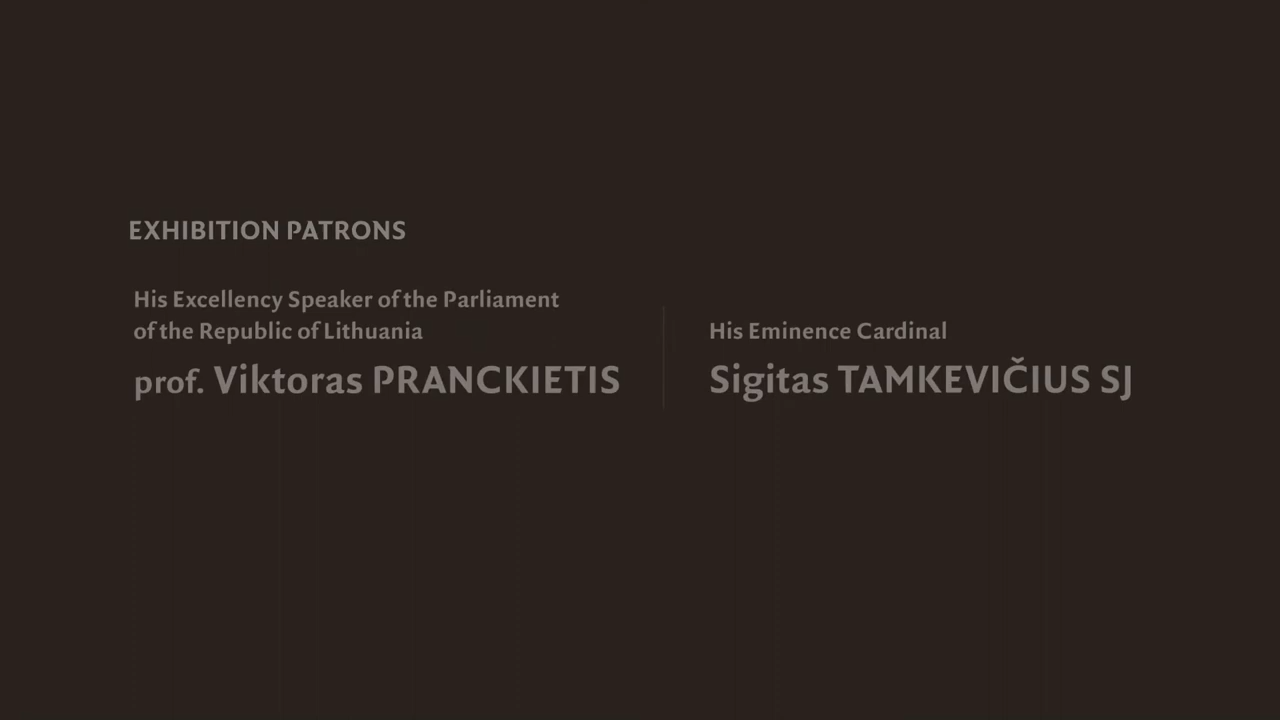 EXHIBITION PATRONS
His Excellency Speaker of the Parliament
of the Republic of Lithuania
prof. Viktoras PRANCKIETIS
His Eminence Cardinal
Sigitas TAMKEVIČIUS SJ